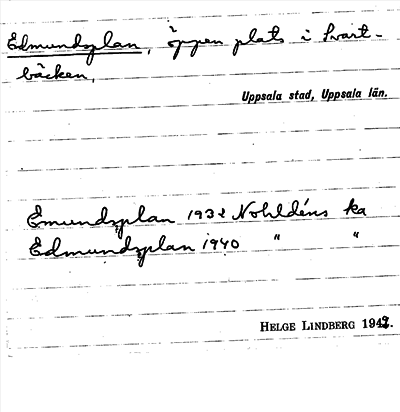 Edmundsplan, öppen plats i Svart-
bäcken,
Uppsala stad, Uppsala län.
Emundsplan 1932 Nohldéns ka
Edmundsplan 1940 " "
HELGE LINDBERG 1942.